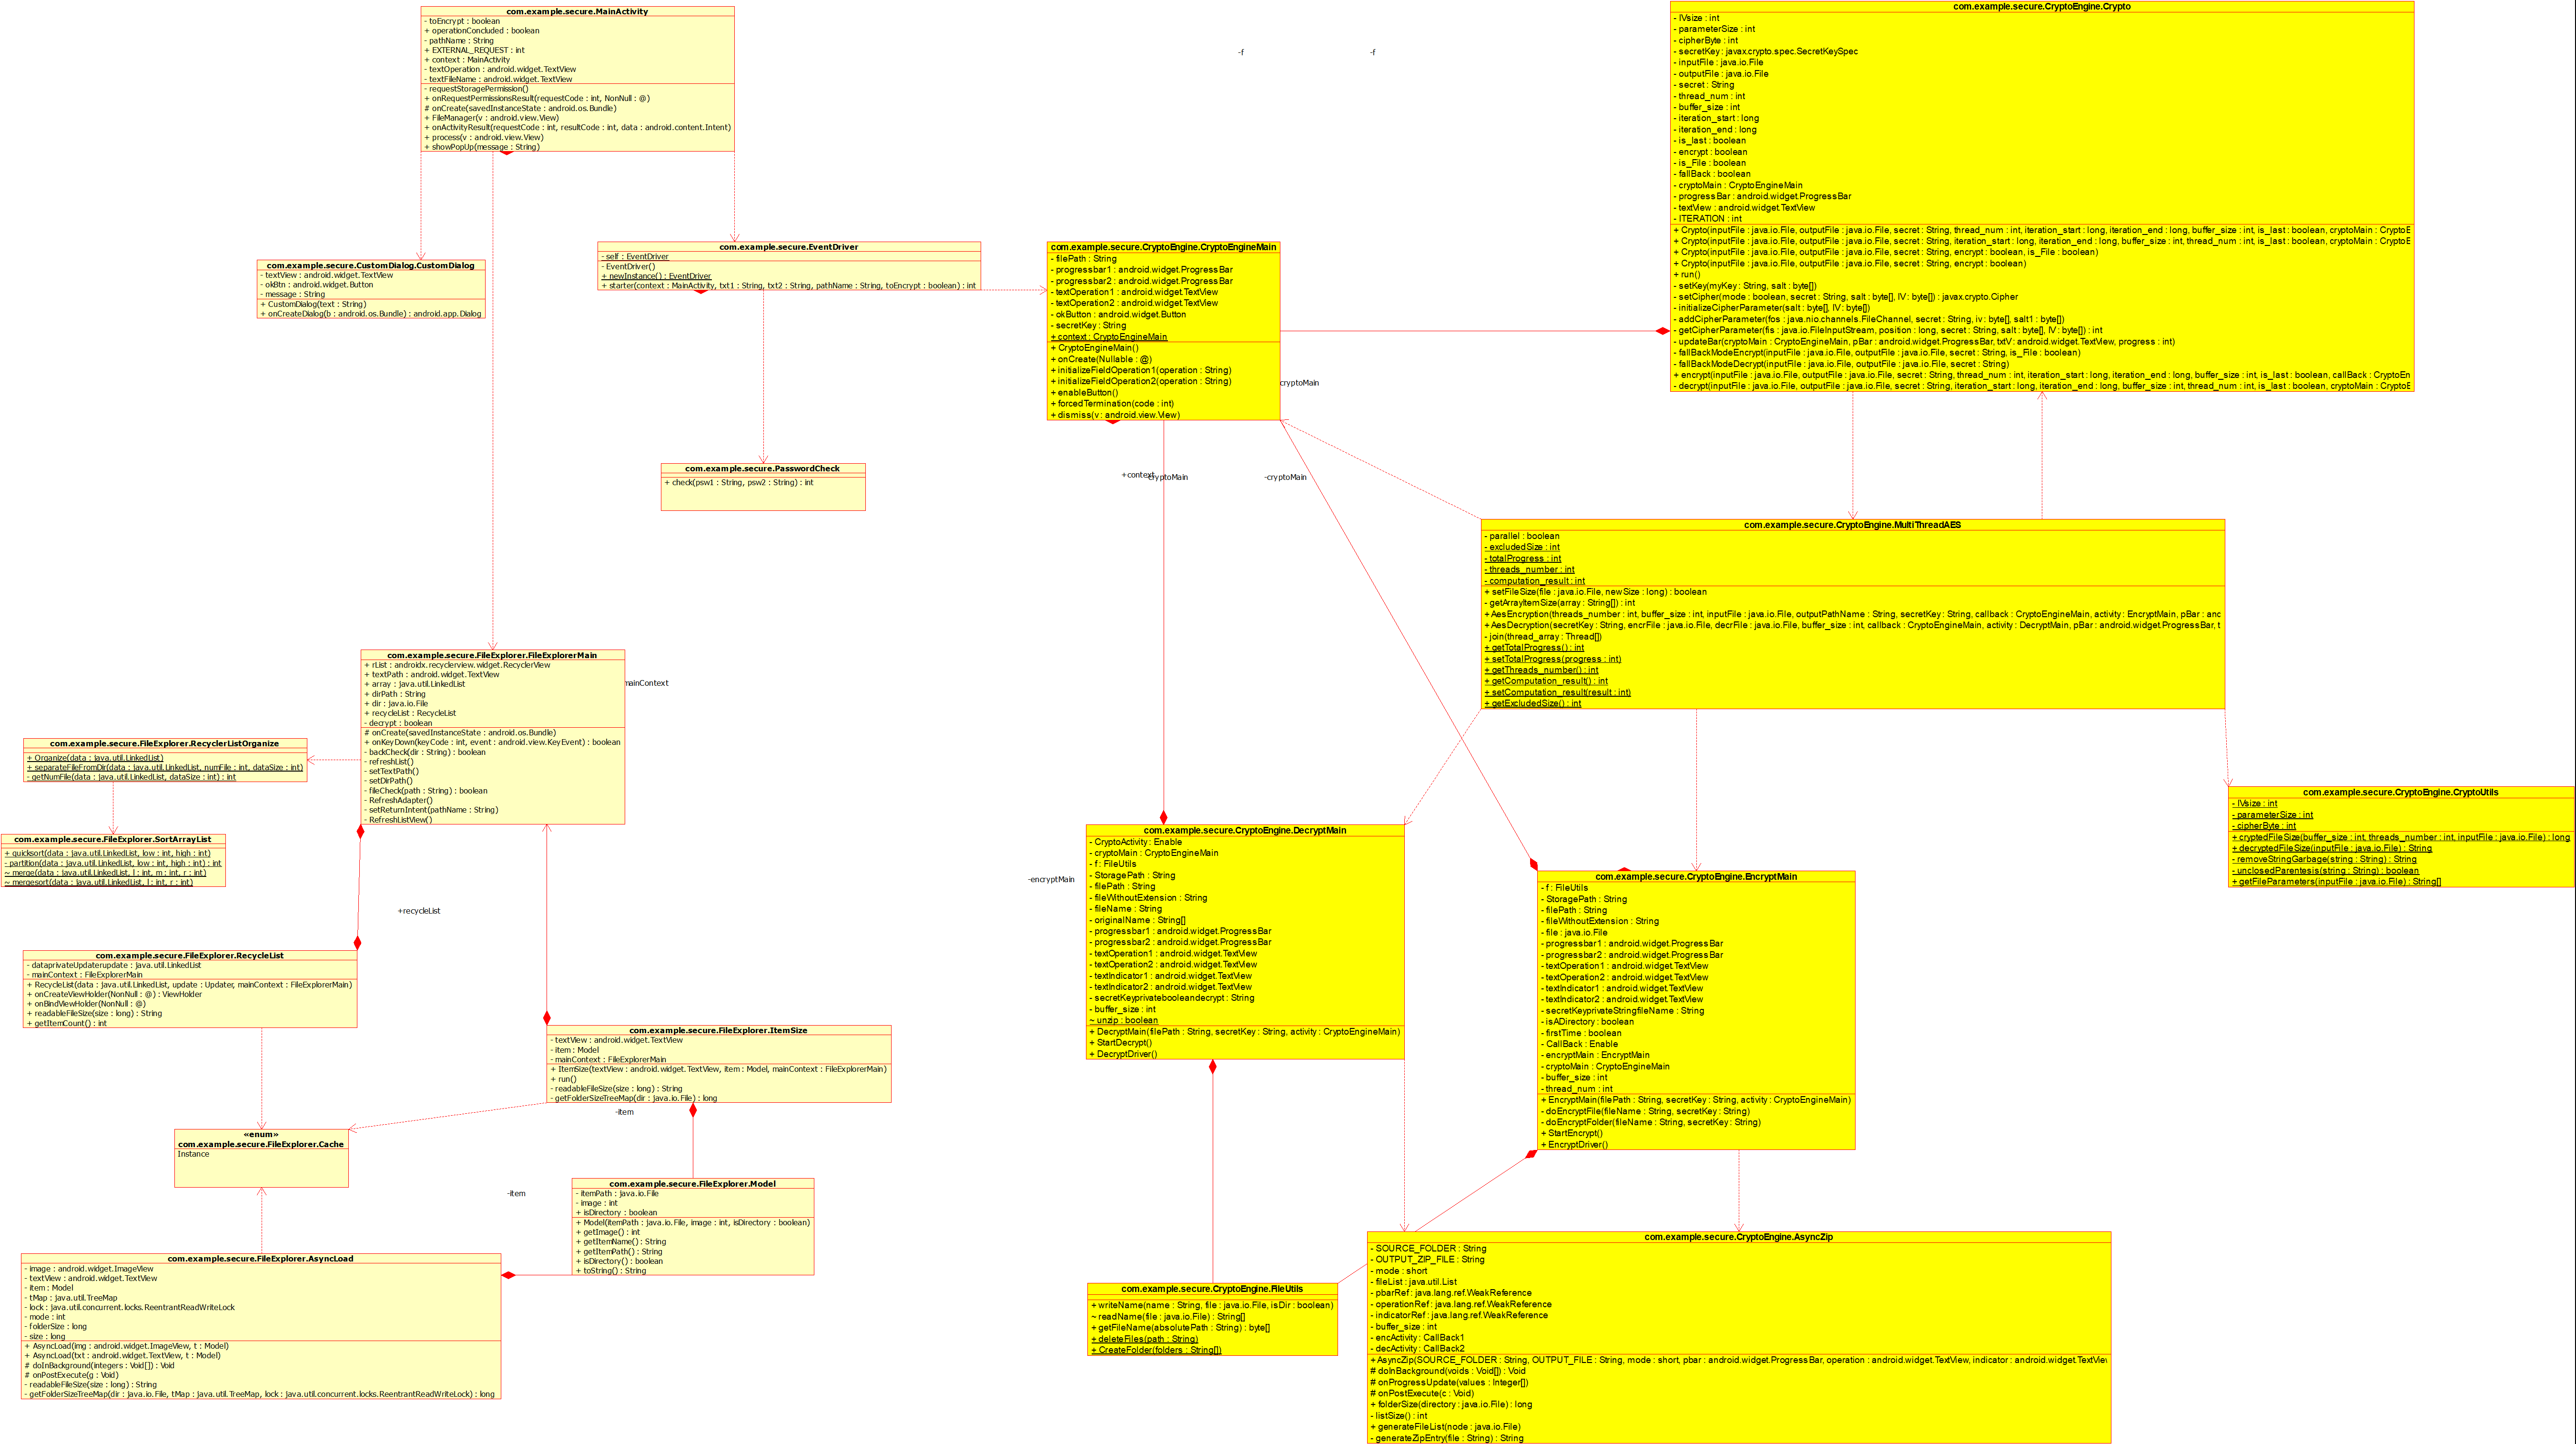 com.example.secure.MainActivity
- toEncrypt : boolean
+ operationConcluded : boolean
- pathName : String
+ EXTERNAL_REQUEST : int
+ context : MainActivity
- textOperation : android.widget.TextView
- textFileName : android.widget.TextView
- requestStoragePermission()
+ onRequestPermissionsResult(requestCode : int, NonNull : @)
# onCreate(savedInstanceState : android.os.Bundle)
+ FileManager(v : android.view.View)
+ onActivityResult(requestCode : int, resultCode : int, data : android.content.Intent)
+ process(v : android.view.View)
+ showPopUp(message : String)
-f
-f
com.example.secure.CryptoEngine.Crypto
- IVsize : int
- parameterSize : int
- cipherByte : int
- secretKey : javax.crypto.spec.SecretKeySpec
- inputFile : java.io.File
- outputFile : java.io.File
- secret : String
- thread_num : int
- buffer_size : int
- iteration_start : long
- iteration_end : long
- is_last : boolean
- encrypt : boolean
- is_File : boolean
- fallBack : boolean
- cryptoMain : CryptoEngineMain
- progressBar : android.widget.ProgressBar
- textView : android.widget.TextView
- ITERATION : int
+ Crypto(inputFile : java.io.File, outputFile : java.io.File, secret : String, thread_num : int, iteration_start : long, iteration_end : long, buffer_size : int, is_last : boolean, cryptoMain : CryptoE
+ Crypto(inputFile : java.io.File, outputFile : java.io.File, secret : String, iteration_start : long, iteration_end : long, buffer_size : int, thread_num : int, is_last : boolean, cryptoMain : CryptoE
+ Crypto(inputFile : java.io.File, outputFile : java.io.File, secret : String, encrypt : boolean, is_File : boolean)
+ Crypto(inputFile : java.io.File, outputFile : java.io.File, secret : String, encrypt : boolean)
+ run()
- setKey(myKey : String, salt : byte[])
- setCipher(mode : boolean, secret : String, salt : byte[], IV : byte[]) : javax.crypto.Cipher
- initializeCipherParameter(salt : byte[], IV : byte[])
- addCipherParameter(fos : java.nio.channels.FileChannel, secret : String, iv : byte[], salt1 : byte[])
- getCipherParameter(fis : java.io.FileInputStream, position : long, secret : String, salt : byte[], IV : byte[]) : int
- updateBar(cryptoMain : CryptoEngineMain, pBar : android.widget.ProgressBar, txtV : android.widget.TextView, progress : int)
- fallBackModeEncrypt(inputFile : java.io.File, outputFile : java.io.File, secret : String, is_File : boolean)
- fallBackModeDecrypt(inputFile : java.io.File, outputFile : java.io.File, secret : String)
+ encrypt(inputFile : java.io.File, outputFile : java.io.File, secret : String, thread_num : int, iteration_start : long, iteration_end : long, buffer_size : int, is_last : boolean, callBack : CryptoEn
- decrypt(inputFile : java.io.File, outputFile : java.io.File, secret : String, iteration_start : long, iteration_end : long, buffer_size : int, thread_num : int, is_last : boolean, cryptoMain : CryptoE
com.example.secure.CustomDialog.CustomDialog
- textView : android.widget.TextView
- okBtn : android.widget.Button
- message : String
+ CustomDialog(text : String)
+ onCreateDialog(b : android.os.Bundle) : android.app.Dialog
com.example.secure.EventDriver
- self : EventDriver
- EventDriver()
+ newInstance() : EventDriver
+ starter(context : MainActivity, txt1 : String, txt2 : String, pathName : String, toEncrypt : boolean) : int
com.example.secure.CryptoEngine.CryptoEngineMain
- filePath : String
- progressbar1 : android.widget.ProgressBar
- progressbar2 : android.widget.ProgressBar
- textOperation1 : android.widget.TextView
- textOperation2 : android.widget.TextView
- okButton : android.widget.Button
- secretKey : String
+ context : CryptoEngineMain
+ CryptoEngineMain()
+ onCreate(Nullable : @)
+ initializeFieldOperation1(operation : String)
+ initializeFieldOperation2(operation : String)
+ enableButton()
+ forcedTermination(code : int)
+ dismiss(v : android.view.View)
cryptoMain
com.example.secure.PasswordCheck
+ check(psw1 : String, psw2 : String) : int
+context
cryptoMain
-cryptoMain
com.example.secure.CryptoEngine.MultiThreadAES
- parallel : boolean
- excludedSize : int
- totalProgress : int
- threads_number : int
- computation_result : int
+ setFileSize(file : java.io.File, newSize : long) : boolean
- getArrayItemSize(array : String[]) : int
+ AesEncryption(threads_number : int, buffer_size : int, inputFile : java.io.File, outputPathName : String, secretKey : String, callback : CryptoEngineMain, activity : EncryptMain, pBar : anc
+ AesDecryption(secretKey : String, encrFile : java.io.File, decrFile : java.io.File, buffer_size : int, callback : CryptoEngineMain, activity : DecryptMain, pBar : android.widget.ProgressBar, t
- join(thread_array : Thread[])
+ getTotalProgress() : int
+ setTotalProgress(progress : int)
+ getThreads_number() : int
+ getComputation_result() : int
+ setComputation_result(result : int)
+ getExcludedSize() : int
com.example.secure.FileExplorer.FileExplorerMain
+ rList : androidx.recyclerview.widget.RecyclerView
+ textPath : android.widget.TextView
+ array : java.util.LinkedList
+ dirPath : String
+ dir : java.io.File
+ recycleList : RecycleList
- decrypt : boolean
# onCreate(savedInstanceState : android.os.Bundle)
+ onKeyDown(keyCode : int, event : android.view.KeyEvent) : boolean
- backCheck(dir : String) : boolean
- refreshList()
- setTextPath()
- setDirPath()
- fileCheck(path : String) : boolean
- RefreshAdapter()
- setReturnIntent(pathName : String)
- RefreshListView()
mainContext
com.example.secure.FileExplorer.RecyclerListOrganize
+ Organize(data : java.util.LinkedList)
+ separateFileFromDir(data : java.util.LinkedList, numFile : int, dataSize : int)
- getNumFile(data : java.util.LinkedList, dataSize : int) : int
com.example.secure.FileExplorer.SortArrayList
+ quicksort(data : java.util.LinkedList, low : int, high : int)
- partition(data : java.util.LinkedList, low : int, high : int) : int
~ merge(data : java.util.LinkedList, l : int, m : int, r : int)
~ mergesort(data : java.util.LinkedList, l : int, r : int)
com.example.secure.CryptoEngine.CryptoUtils
- IVsize : int
- parameterSize : int
- cipherByte : int
+ cryptedFileSize(buffer_size : int, threads_number : int, inputFile : java.io.File) : long
+ decryptedFileSize(inputFile : java.io.File) : String
- removeStringGarbage(string : String) : String
- unclosedParentesis(string : String) : boolean
+ getFileParameters(inputFile : java.io.File) : String[]
com.example.secure.CryptoEngine.DecryptMain
- CryptoActivity : Enable
- cryptoMain : CryptoEngineMain
- f : FileUtils
- StoragePath : String
- filePath : String
- fileWithoutExtension : String
- fileName : String
- originalName : String[]
- progressbar1 : android.widget.ProgressBar
- progressbar2 : android.widget.ProgressBar
- textOperation1 : android.widget.TextView
- textOperation2 : android.widget.TextView
- textIndicator1 : android.widget.TextView
- textIndicator2 : android.widget.TextView
- secretKeyprivatebooleandecrypt : String
- buffer_size : int
~ unzip : boolean
+ DecryptMain(filePath : String, secretKey : String, activity : CryptoEngineMain)
+ StartDecrypt()
+ DecryptDriver()
-encryptMain
com.example.secure.CryptoEngine.EncryptMain
- f : FileUtils
- StoragePath : String
- filePath : String
- fileWithoutExtension : String
- file : java.io.File
- progressbar1 : android.widget.ProgressBar
- progressbar2 : android.widget.ProgressBar
- textOperation1 : android.widget.TextView
- textOperation2 : android.widget.TextView
- textIndicator1 : android.widget.TextView
- textIndicator2 : android.widget.TextView
- secretKeyprivateStringfileName : String
- isADirectory : boolean
- firstTime : boolean
- CallBack : Enable
- encryptMain : EncryptMain
- cryptoMain : CryptoEngineMain
- buffer_size : int
- thread_num : int
+ EncryptMain(filePath : String, secretKey : String, activity : CryptoEngineMain)
- doEncryptFile(fileName : String, secretKey : String)
- doEncryptFolder(fileName : String, secretKey : String)
+ StartEncrypt()
+ EncryptDriver()
+recycleList
com.example.secure.FileExplorer.RecycleList
- dataprivateUpdaterupdate : java.util.LinkedList
- mainContext : FileExplorerMain
+ RecycleList(data : java.util.LinkedList, update : Updater, mainContext : FileExplorerMain)
+ onCreateViewHolder(NonNull : @) : ViewHolder
+ onBindViewHolder(NonNull : @)
+ readableFileSize(size : long) : String
+ getItemCount() : int
com.example.secure.FileExplorer.ItemSize
- textView : android.widget.TextView
- item : Model
- mainContext : FileExplorerMain
+ ItemSize(textView : android.widget.TextView, item : Model, mainContext : FileExplorerMain)
+ run()
- readableFileSize(size : long) : String
- getFolderSizeTreeMap(dir : java.io.File) : long
-item
«enum»
com.example.secure.FileExplorer.Cache
Instance
-item
com.example.secure.FileExplorer.Model
- itemPath : java.io.File
- image : int
+ isDirectory : boolean
+ Model(itemPath : java.io.File, image : int, isDirectory : boolean)
+ getImage() : int
+ getItemName() : String
+ getItemPath() : String
+ isDirectory() : boolean
+ toString() : String
com.example.secure.FileExplorer.AsyncLoad
- image : android.widget.ImageView
- textView : android.widget.TextView
- item : Model
- tMap : java.util.TreeMap
- lock : java.util.concurrent.locks.ReentrantReadWriteLock
- mode : int
- folderSize : long
- size : long
+ AsyncLoad(img : android.widget.ImageView, t : Model)
+ AsyncLoad(txt : android.widget.TextView, t : Model)
# doInBackground(integers : Void[]) : Void
# onPostExecute(g : Void)
- readableFileSize(size : long) : String
- getFolderSizeTreeMap(dir : java.io.File, tMap : java.util.TreeMap, lock : java.util.concurrent.locks.ReentrantReadWriteLock) : long
com.example.secure.CryptoEngine.FileUtils
+ writeName(name : String, file : java.io.File, isDir : boolean)
~ readName(file : java.io.File) : String[]
+ getFileName(absolutePath : String) : byte[]
+ deleteFiles(path : String)
+ CreateFolder(folders : String[])
com.example.secure.CryptoEngine.AsyncZip
- SOURCE_FOLDER : String
- OUTPUT_ZIP_FILE : String
- mode : short
- fileList : java.util.List
- pbarRef : java.lang.ref.WeakReference
- operationRef : java.lang.ref.WeakReference
- indicatorRef : java.lang.ref.WeakReference
- buffer_size : int
- encActivity : CallBack1
- decActivity : CallBack2
+ AsyncZip(SOURCE_FOLDER : String, OUTPUT_FILE : String, mode : short, pbar : android.widget.ProgressBar, operation : android.widget.TextView, indicator : android.widget.TextView
# doInBackground(voids : Void[]) : Void
# onProgressUpdate(values : Integer[])
# onPostExecute(c : Void)
+ folderSize(directory : java.io.File) : long
- listSize() : int
+ generateFileList(node : java.io.File)
- generateZipEntry(file : String) : String